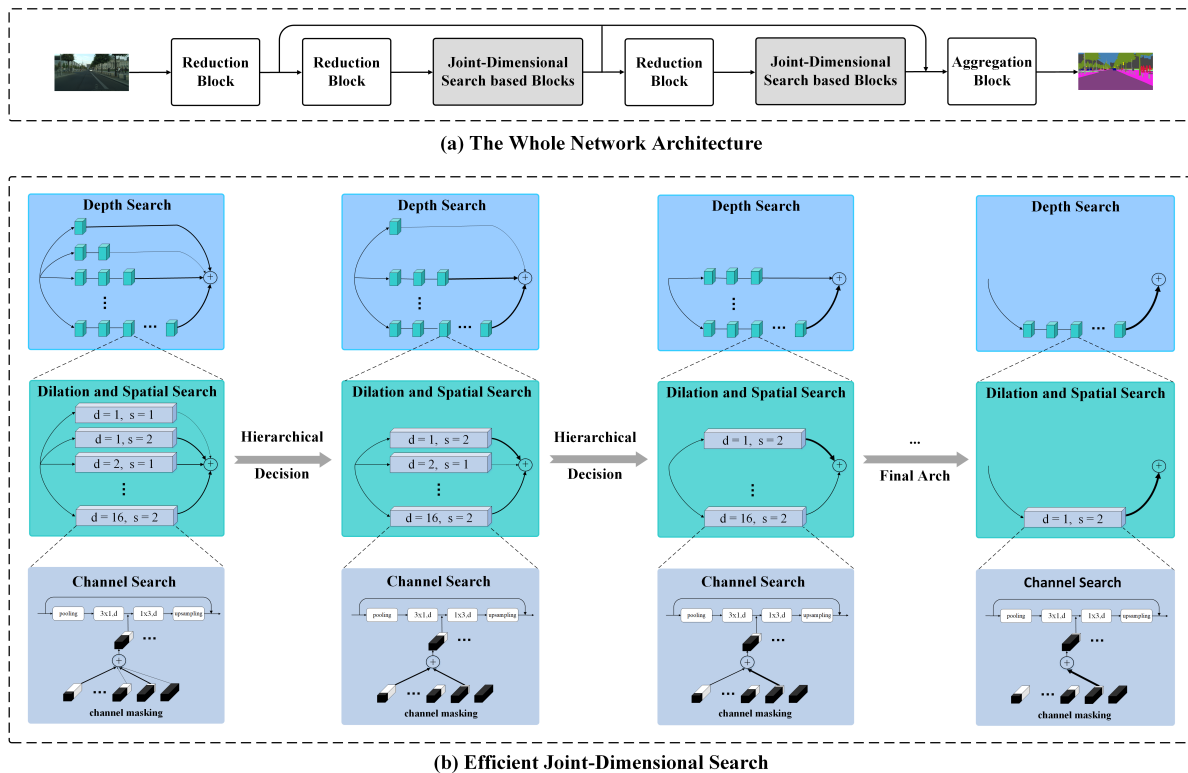 Reduction
Block
Reduction
Block
Joint-Dimensional
Search based Blocks
Reduction
Block
Joint-Dimensional
Search based Blocks
Aggregation
Block
(a) The Whole Network Architecture
Depth Search
+
...
...
Dilation and Spatial Search
d = 1, s = 1
d = 1, s = 2
d = 2, s = 1
...
d = 16, s = 2
+
Channel Search
pooling
3x1,d
1x3,d
upsampling
...
+
...
channel masking
Hierarchical
Decision
Depth Search
+
...
...
Dilation and Spatial Search
d = 1, s = 2
d = 2, s = 1
...
d = 16, s = 2
+
Channel Search
pooling
3x1,d
1x3,d
upsampling
...
+
...
channel masking
Hierarchical
Decision
Depth Search
+
...
...
Dilation and Spatial Search
d = 1, s = 2
...
d = 16, s = 2
+
Channel Search
pooling
3x1,d
1x3,d
upsampling
...
+
...
channel masking
...
Final Arch
Depth Search
+
...
Dilation and Spatial Search
d = 1, s = 2
+
Channel Search
pooling
3x1,d
1x3,d
upsampling
...
+
...
channel masking
(b) Efficient Joint-Dimensional Search